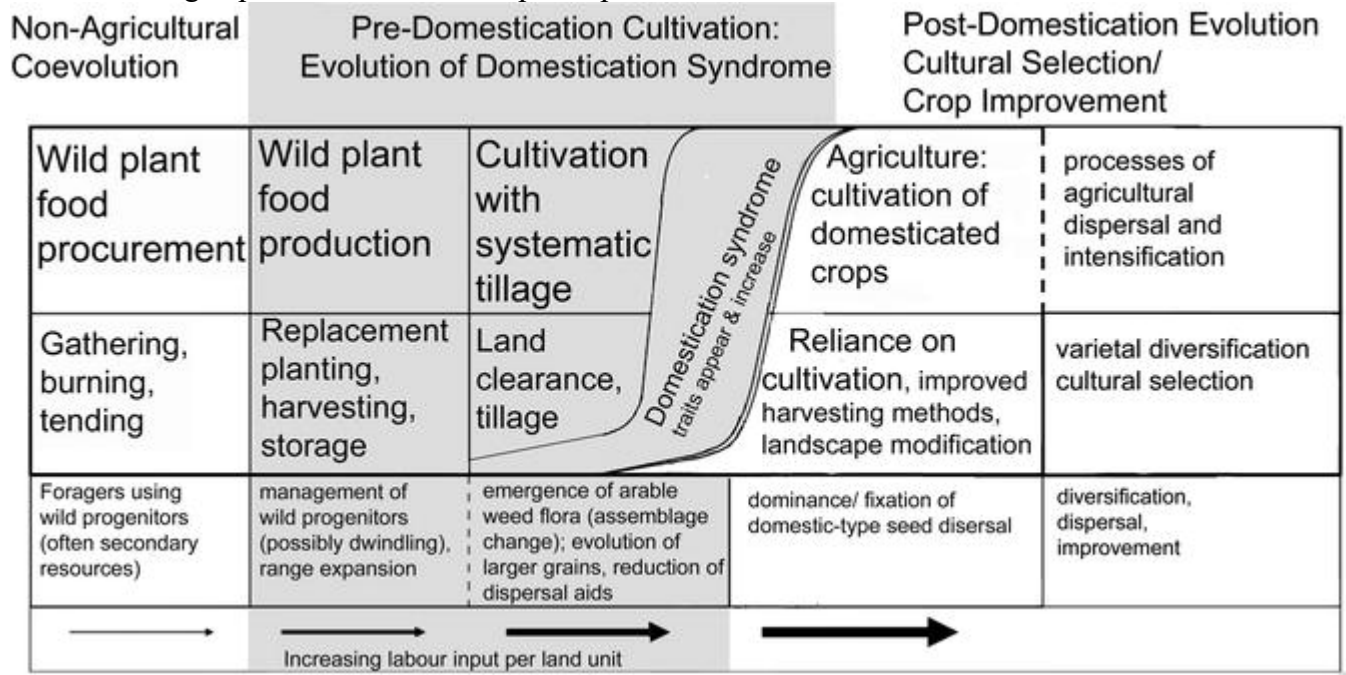 Non-Agricultural
Coevolution
Pre-Domestication Cultivation:
Evolution of Domestication Syndrome
Post-Domestication Evolution
Cultural Selection/
Crop Improvement
Wild plant
food
procurement
Wild plant
food
production
Cultivation
with
systematic
tillage
Domestication syndrome
traits appear & increase
Agriculture:
cultivation of
domesticated
crops
processes of
agricultural
dispersal and
intensification
Gathering,
burning,
tending
Replacement
planting,
harvesting,
storage
Land
clearance,
tillage
Reliance on
cultivation, improved
harvesting methods,
landscape modification
varietal diversification
cultural selection
Foragers using
wild progenitors
(often secondary
resources)
management of
wild progenitors
(possibly dwindling),
range expansion
emergence of arable
weed flora (assemblage
change); evolution of
larger grains, reduction of
dispersal aids
dominance/ fixation of
domestic-type seed disersal
diversification,
dispersal,
improvement
Increasing labour input per land unit